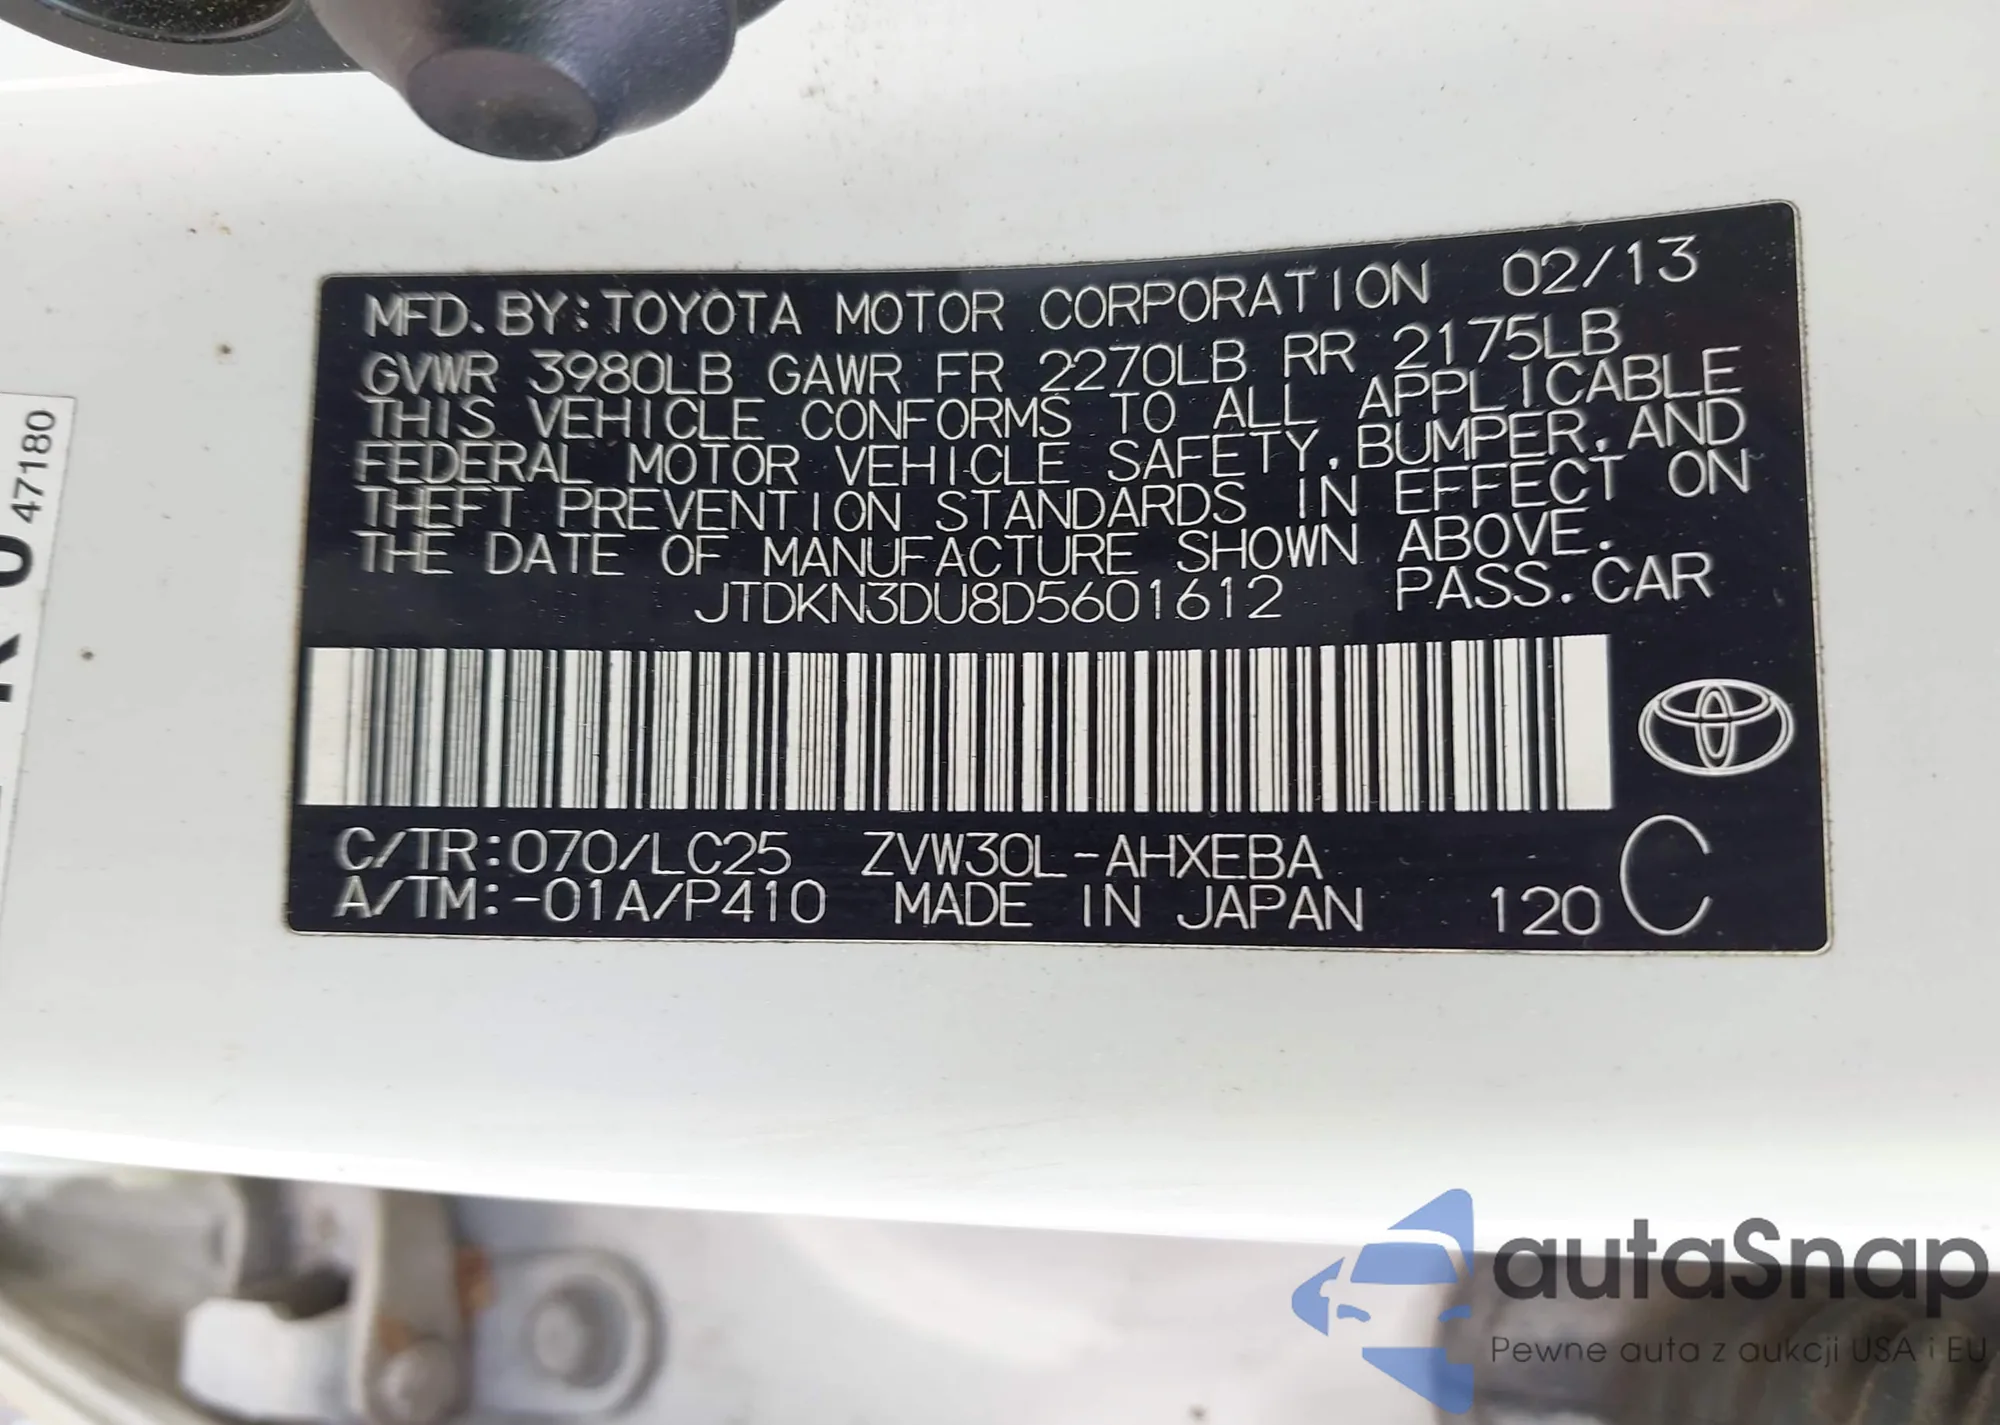 MFD. BY: TOYOTA MOTOR CORPORATION 02/13
GVWR 3980LB GAWR FR 2270LB RR 2175LB
THIS VEHICLE CONFORMS TO ALL APPLICABLE
FEDERAL MOTOR VEHICLE SAFETY, BUMPER, AND
THEFT PREVENTION STANDARDS IN EFFECT ON
THE DATE OF MANUFACTURE SHOWN ABOVE.
JTDKN3DU8D5601612 PASS. CAR
C/TR:070/LC25 ZVW30L-AHXEBA
A/TM:-01A/P410 MADE IN JAPAN 120 C
47180
autaSnap
Pewne auta z aukcji USA i EU